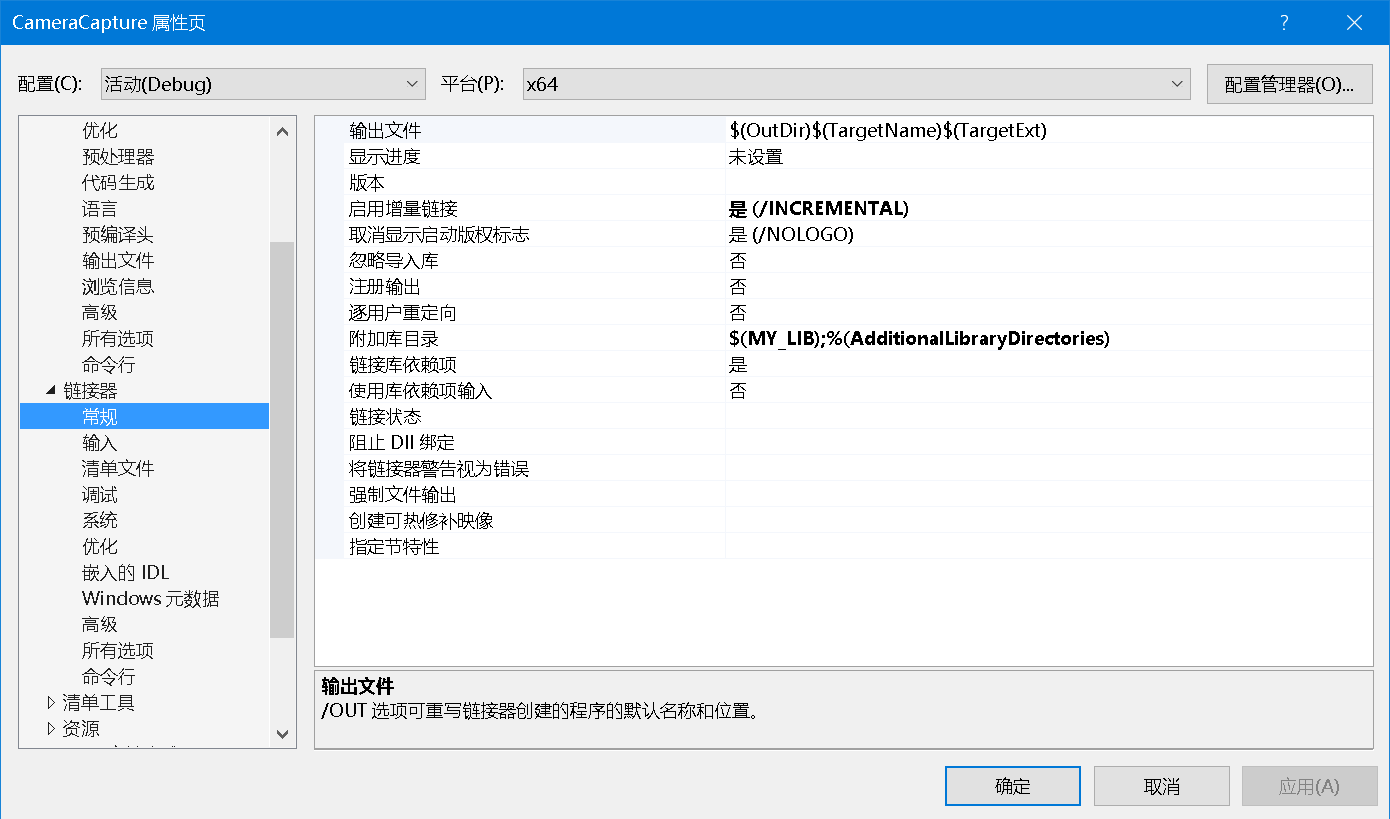 CameraCapture 属性页
配置(C): 活动(Debug) 平台(P): x64 配置管理器(O)...
优化
预处理器
代码生成
语言
预编译头
输出文件
浏览信息
高级
所有选项
命令行
链接器
常规
输入
清单文件
调试
系统
优化
嵌入的 IDL
Windows 元数据
高级
所有选项
命令行
清单工具
资源
输出文件 $(OutDir)$(TargetName)$(TargetExt)
显示进度 未设置
版本
启用增量链接 是 (/INCREMENTAL)
取消显示启动版权标志 是 (/NOLOGO)
忽略导入库 否
注册输出 否
逐用户重定向 否
附加库目录 $(MY_LIB);%(AdditionalLibraryDirectories)
链接库依赖项 是
使用库依赖项输入 否
链接状态
阻止 Dll 绑定
将链接器警告视为错误
强制文件输出
创建可热修补映像
指定节特性
输出文件
/OUT 选项可重写链接器创建的程序的默认名称和位置。
确定 取消 应用(A)